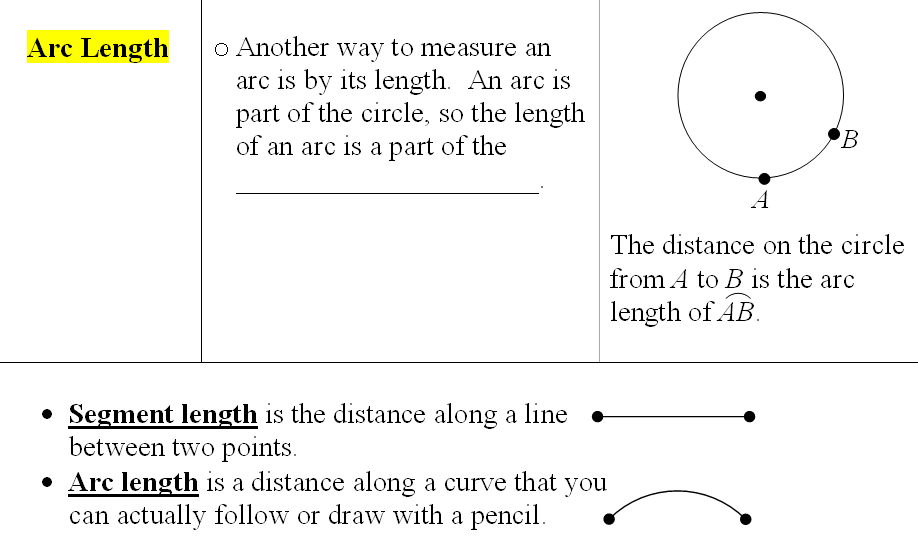 Arc Length
○ Another way to measure an
arc is by its length. An arc is
part of the circle, so the length
of an arc is a part of the
____________________.
B
A
The distance on the circle
from A to B is the arc
length of AB.
• Segment length is the distance along a line
between two points.
• Arc length is a distance along a curve that you
can actually follow or draw with a pencil.